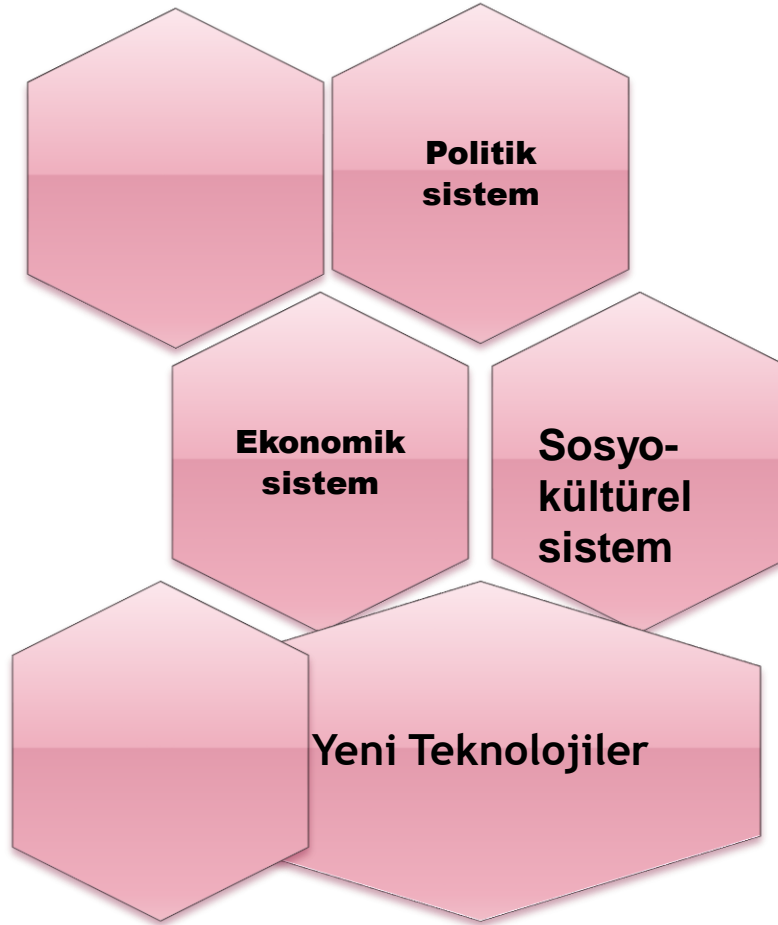 Politik
sistem
Ekonomik
sistem
Sosyo-
kültürel
sistem
Yeni Teknolojiler